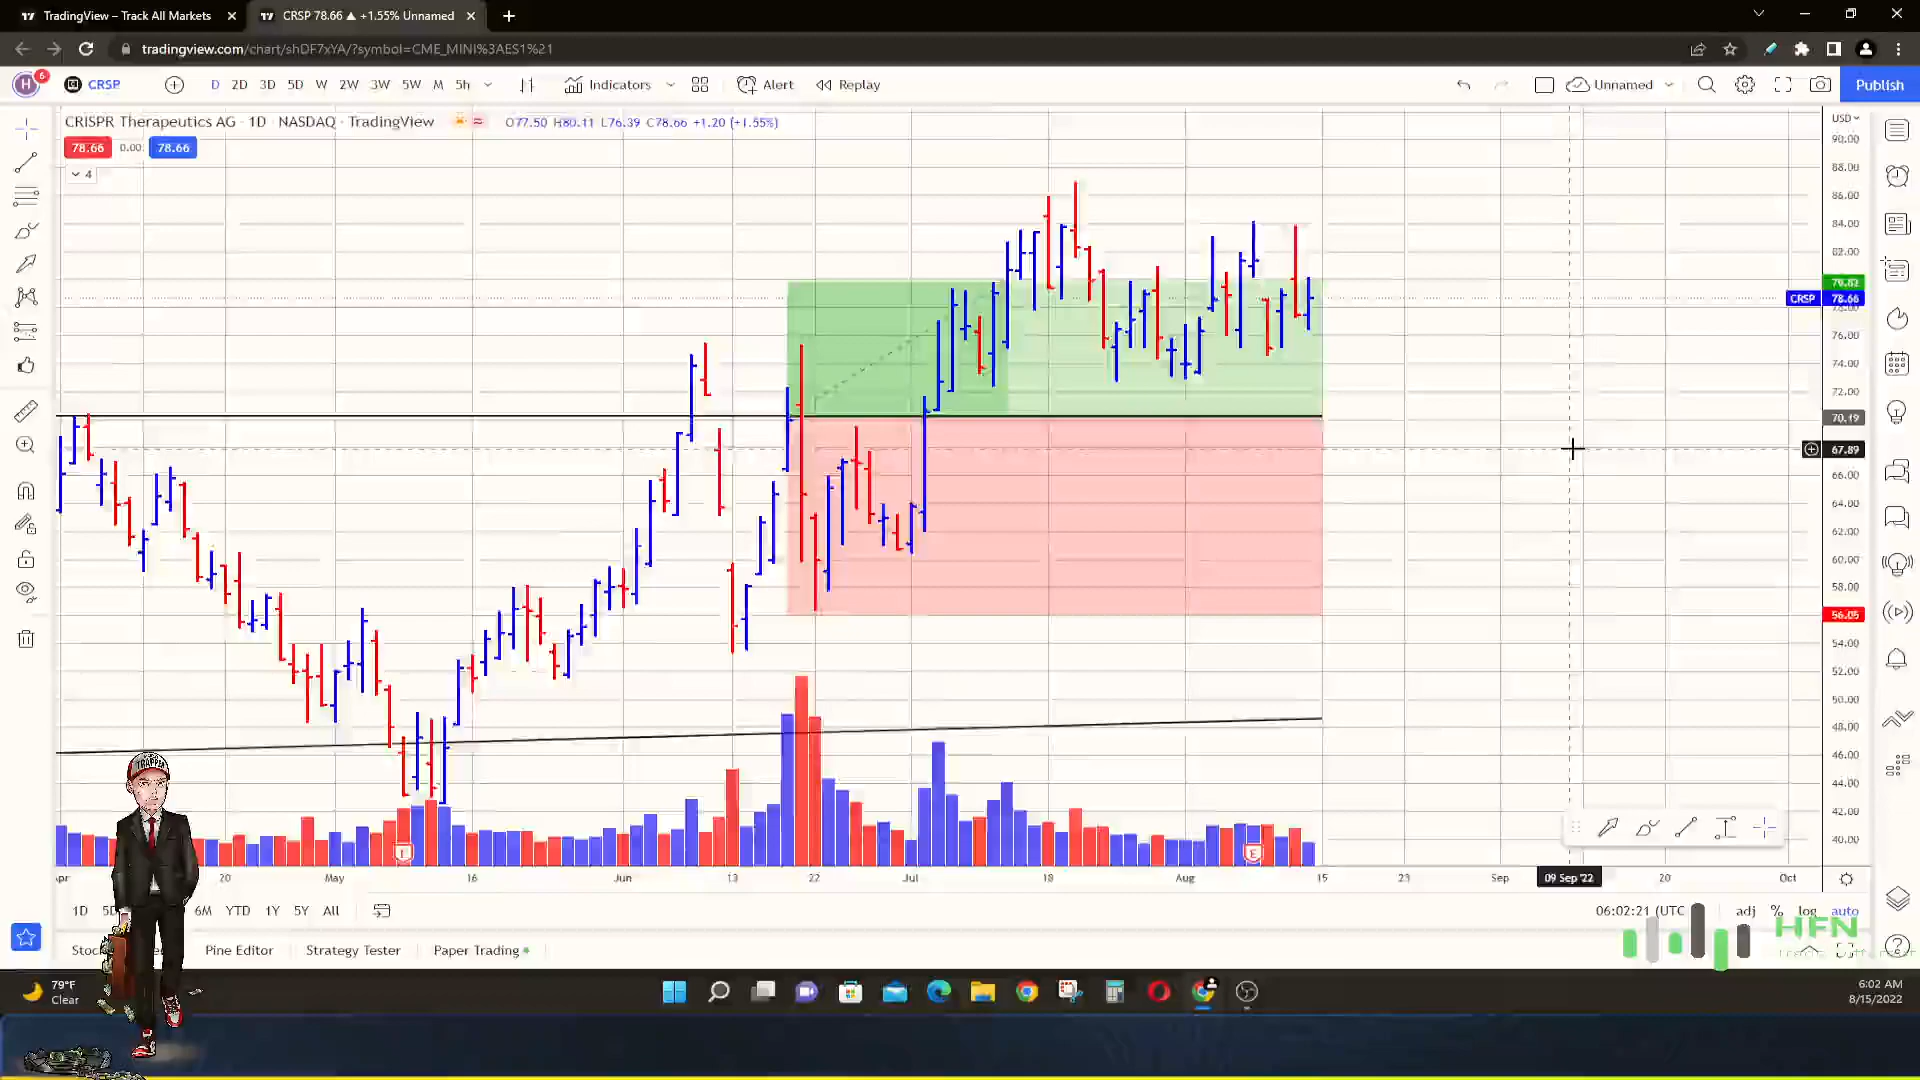 TradingView – Track All Markets
CRSP 78.66 ▲ +1.55% Unnamed
tradingview.com/chart/shDF7xYA/?symbol=CME_MINI%3AES1%21
H 6 CRSP D 2D 3D 5D W 2W 3W 5W M 5h Indicators Alert Replay Unnamed Publish
CRISPR Therapeutics AG · 1D · NASDAQ · TradingView O77.50 H80.11 L76.39 C78.66 +1.20 (+1.55%)
78.66 0.00 78.66
4
USD
90.00
88.00
86.00
84.00
82.00
79.82
CRSP 78.66
76.00
74.00
72.00
70.19
67.89
66.00
64.00
62.00
60.00
58.00
56.05
54.00
52.00
50.00
48.00
46.00
44.00
42.00
40.00
TRAPPER
E
E
20 May 16 Jun 13 22 Jul 18 Aug 15 23 Sep 09 Sep '22 20 Oct
1D 6M YTD 1Y 5Y All
06:02:21 (UTC adj % log auto
HFN
Pine Editor Strategy Tester Paper Trading
79°F
Clear
6:02 AM
8/15/2022